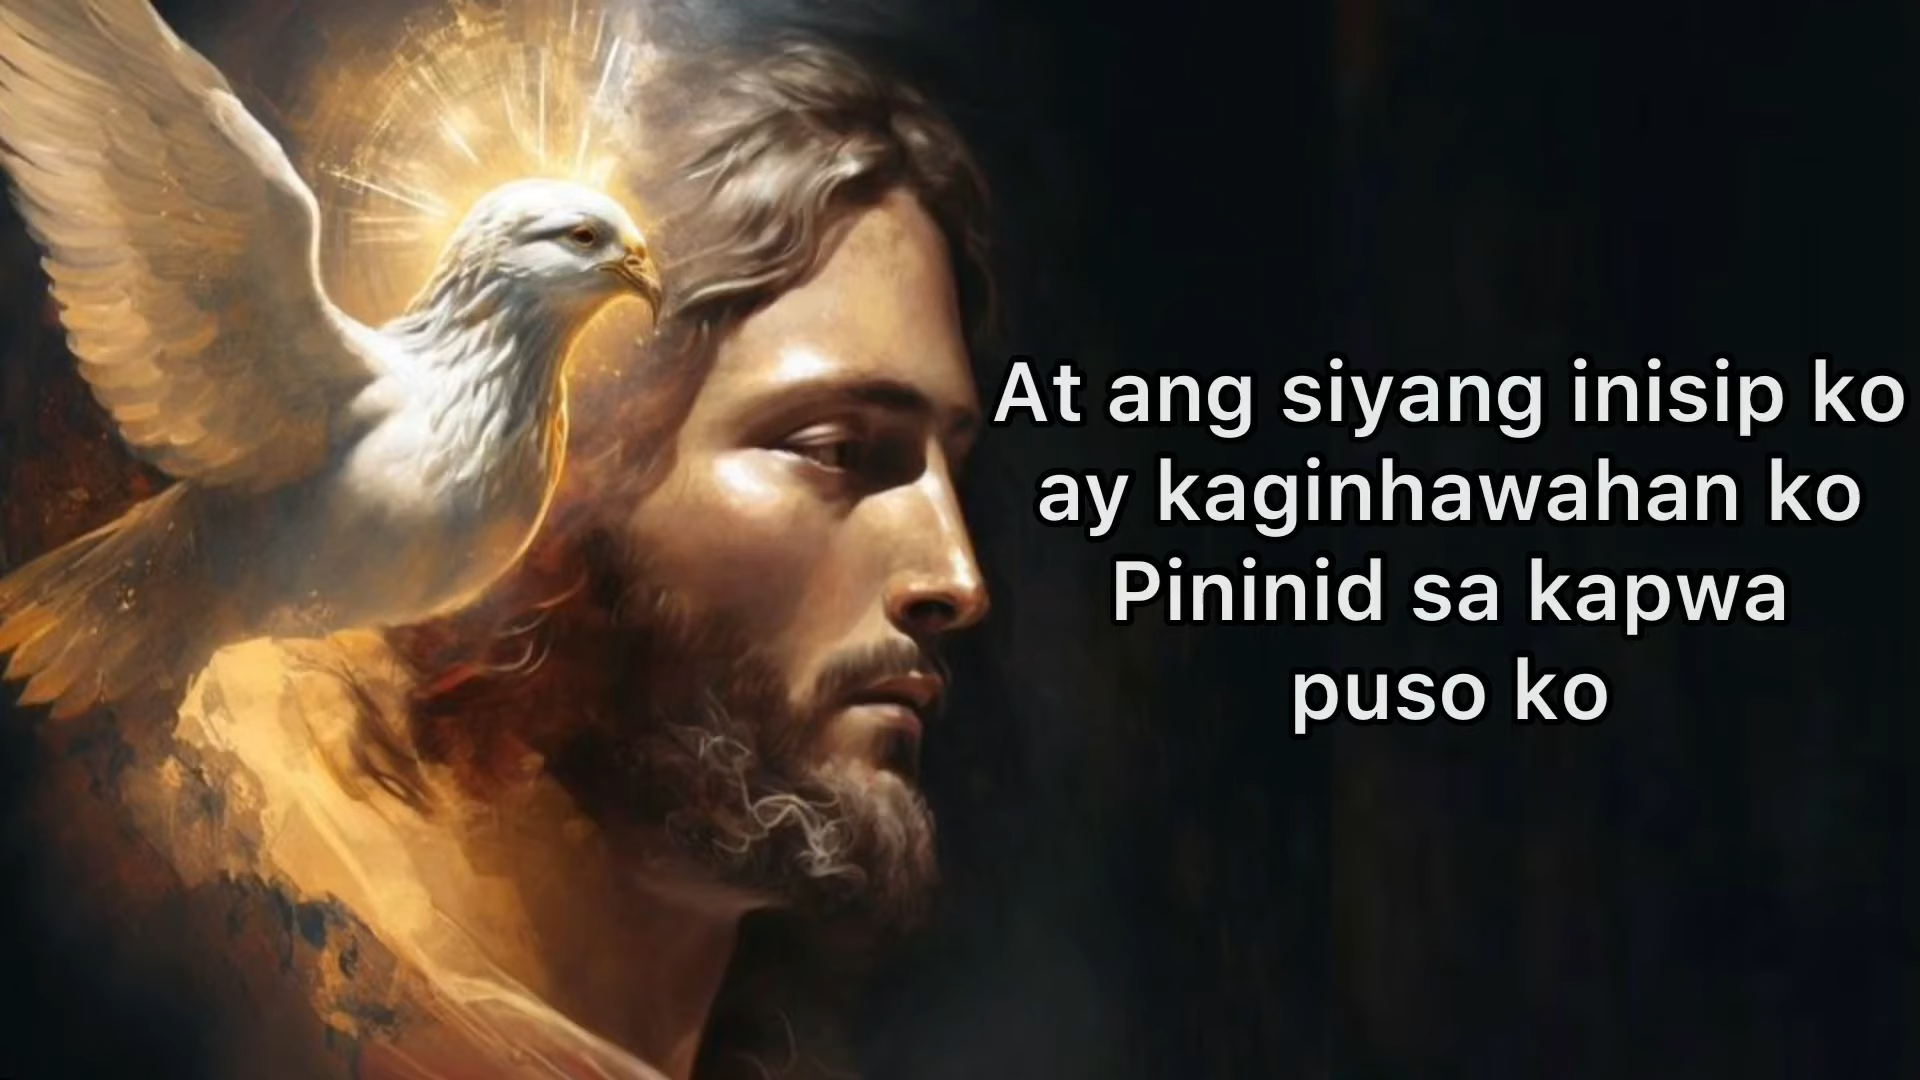 At ang siyang inisip ko
ay kaginhawahan ko
Pininid sa kapwa
puso ko